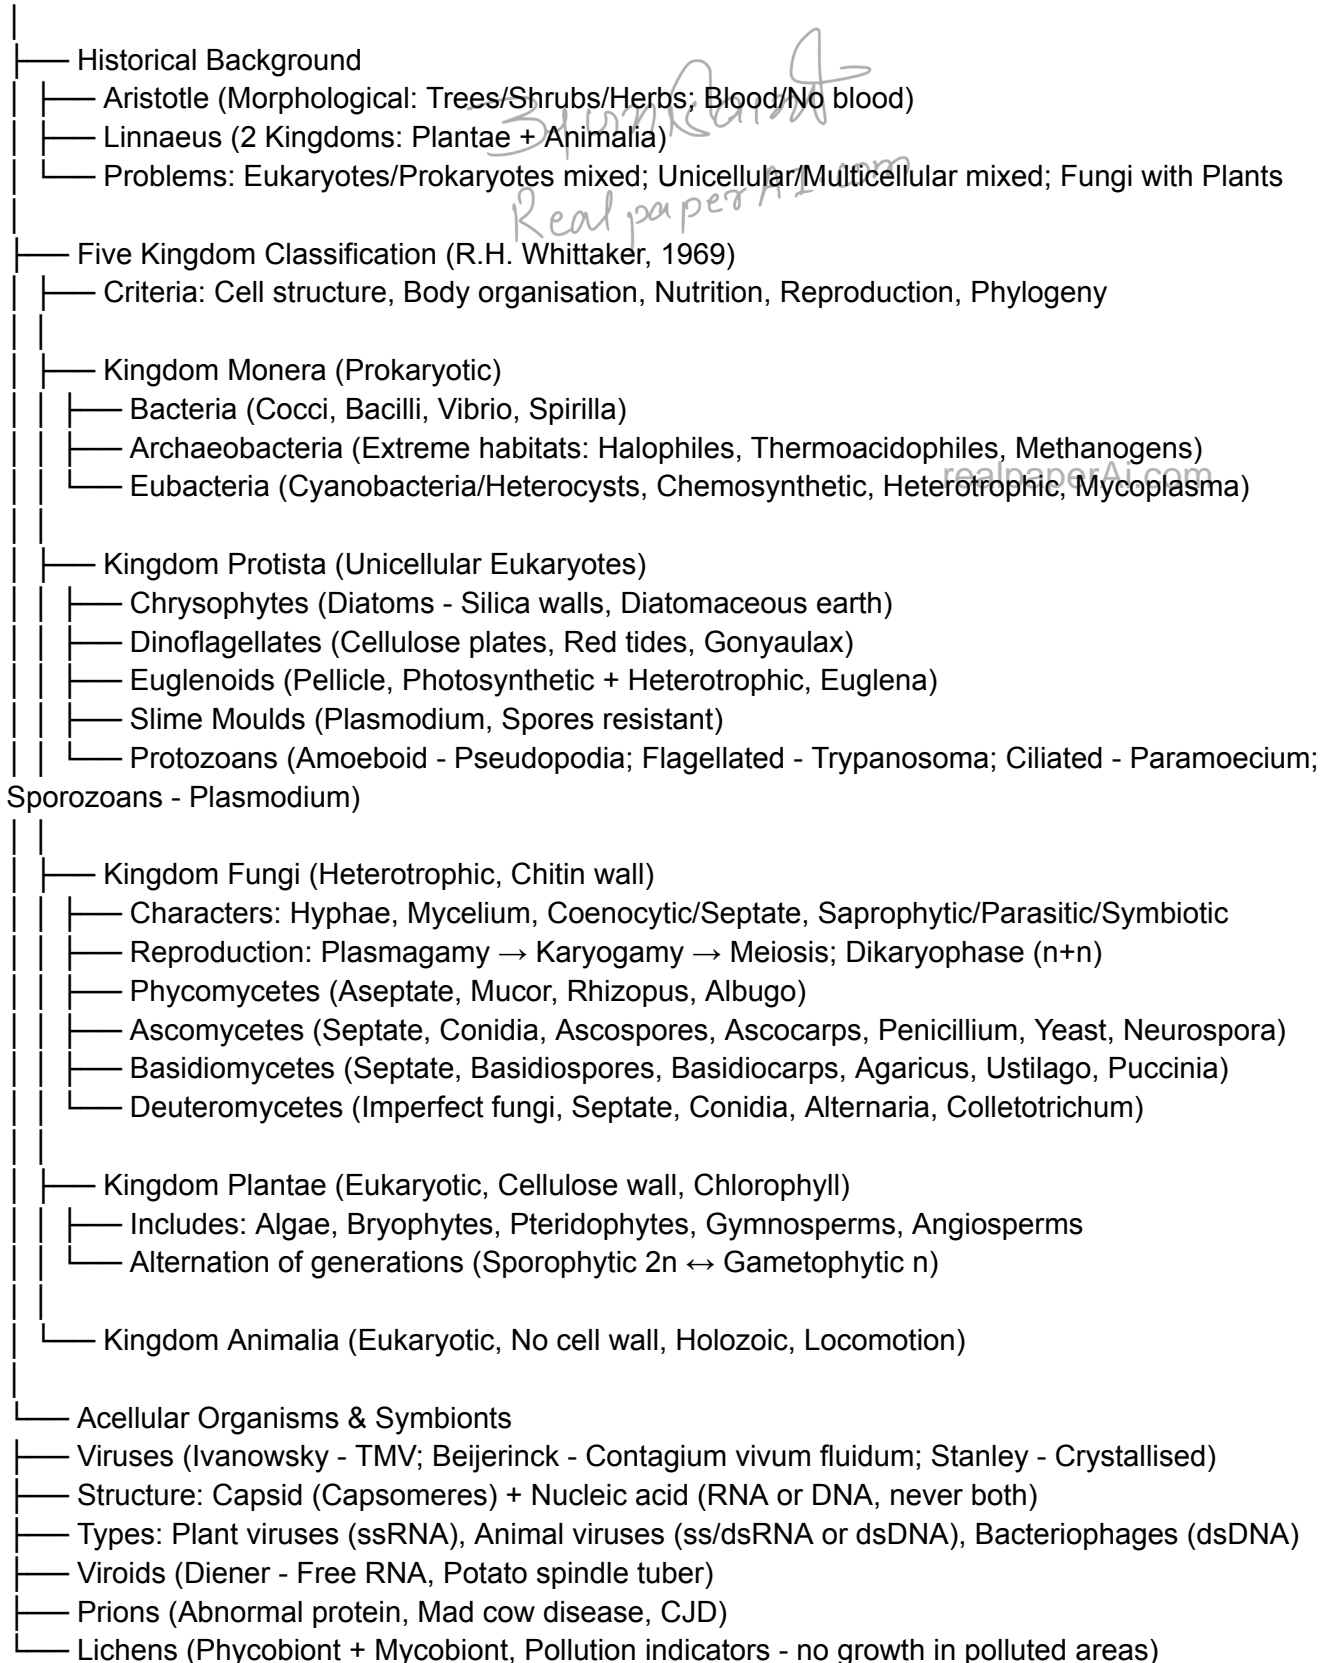 Historical Background
Aristotle (Morphological: Trees/Shrubs/Herbs; Blood/No blood)
Linnaeus (2 Kingdoms: Plantae + Animalia)
Problems: Eukaryotes/Prokaryotes mixed; Unicellular/Multicellular mixed; Fungi with Plants
RealpaperAI.com
Five Kingdom Classification (R.H. Whittaker, 1969)
Criteria: Cell structure, Body organisation, Nutrition, Reproduction, Phylogeny
Kingdom Monera (Prokaryotic)
Bacteria (Cocci, Bacilli, Vibrio, Spirilla)
Archaeobacteria (Extreme habitats: Halophiles, Thermoacidophiles, Methanogens)
realpaperAi.com
Eubacteria (Cyanobacteria/Heterocysts, Chemosynthetic, Heterotrophic, Mycoplasma)
Kingdom Protista (Unicellular Eukaryotes)
Chrysophytes (Diatoms - Silica walls, Diatomaceous earth)
Dinoflagellates (Cellulose plates, Red tides, Gonyaulax)
Euglenoids (Pellicle, Photosynthetic + Heterotrophic, Euglena)
Slime Moulds (Plasmodium, Spores resistant)
Protozoans (Amoeboid - Pseudopodia; Flagellated - Trypanosoma; Ciliated - Paramoecium;
Sporozoans - Plasmodium)
Kingdom Fungi (Heterotrophic, Chitin wall)
Characters: Hyphae, Mycelium, Coenocytic/Septate, Saprophytic/Parasitic/Symbiotic
Reproduction: Plasmagamy → Karyogamy → Meiosis; Dikaryophase (n+n)
Phycomycetes (Aseptate, Mucor, Rhizopus, Albugo)
Ascomycetes (Septate, Conidia, Ascospores, Ascocarps, Penicillium, Yeast, Neurospora)
Basidiomycetes (Septate, Basidiospores, Basidiocarps, Agaricus, Ustilago, Puccinia)
Deuteromycetes (Imperfect fungi, Septate, Conidia, Alternaria, Colletotrichum)
Kingdom Plantae (Eukaryotic, Cellulose wall, Chlorophyll)
Includes: Algae, Bryophytes, Pteridophytes, Gymnosperms, Angiosperms
Alternation of generations (Sporophytic 2n ↔ Gametophytic n)
Kingdom Animalia (Eukaryotic, No cell wall, Holozoic, Locomotion)
Acellular Organisms & Symbionts
Viruses (Ivanowsky - TMV; Beijerinck - Contagium vivum fluidum; Stanley - Crystallised)
Structure: Capsid (Capsomeres) + Nucleic acid (RNA or DNA, never both)
Types: Plant viruses (ssRNA), Animal viruses (ss/dsRNA or dsDNA), Bacteriophages (dsDNA)
Viroids (Diener - Free RNA, Potato spindle tuber)
Prions (Abnormal protein, Mad cow disease, CJD)
Lichens (Phycobiont + Mycobiont, Pollution indicators - no growth in polluted areas)